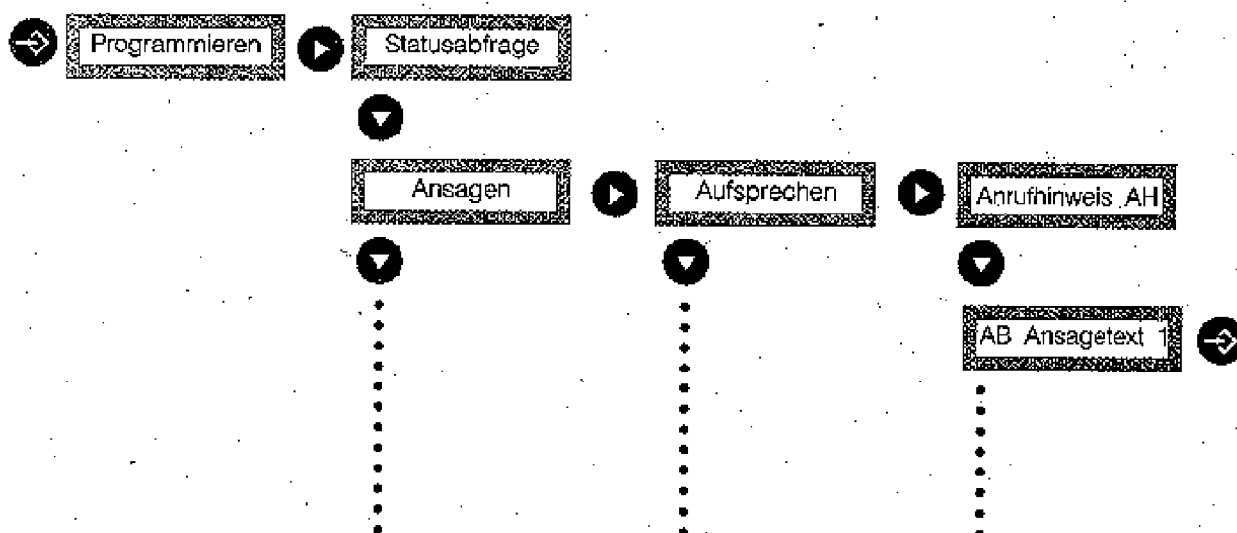 Programmieren
Statusabfrage
Ansagen
Aufsprechen
Anrufhinweis AH
AB Ansagetext 1